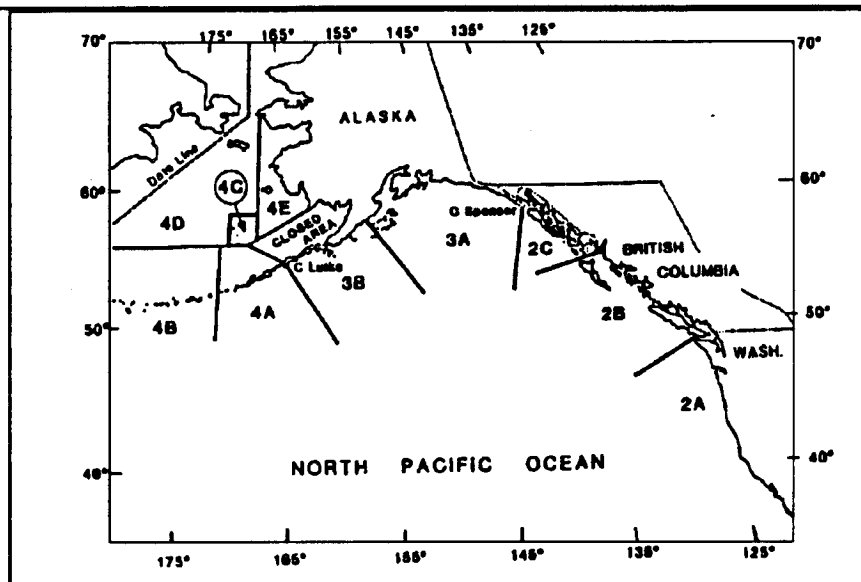 175° 165° 155° 145° 135° 125°
70° 70°
ALASKA
Date Line
60° 4C 60°
4D 4E
CLOSED AREA
C Spencer
3A
2C
BRITISH
COLUMBIA
C Lutke
3B
4A
4B
2B
50° 50°
WASH.
2A
NORTH PACIFIC OCEAN
40° 40°
175° 165° 155° 145° 135° 125°